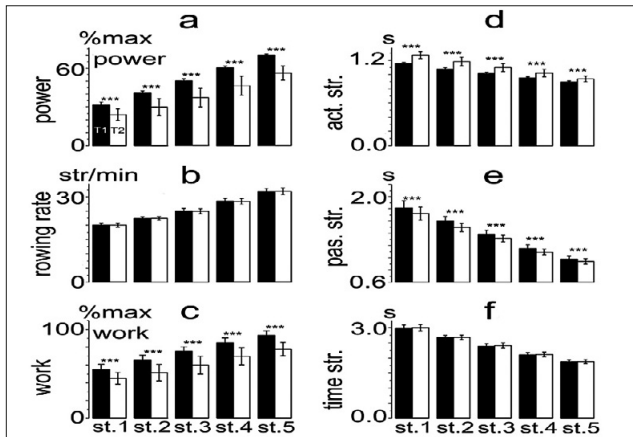 a
%max
power
60
0
power
*** *** *** *** ***
T1 T2
b
str/min
30
0
rowing rate
c
%max
work
100
0
work
*** *** *** *** ***
st.1 st.2 st.3 st.4 st.5
d
s
1.2
0.0
act. str.
*** *** *** *** ***
e
s
2.0
0.6
pas. str.
*** *** *** *** ***
f
s
3.0
0.0
time str.
st.1 st.2 st.3 st.4 st.5